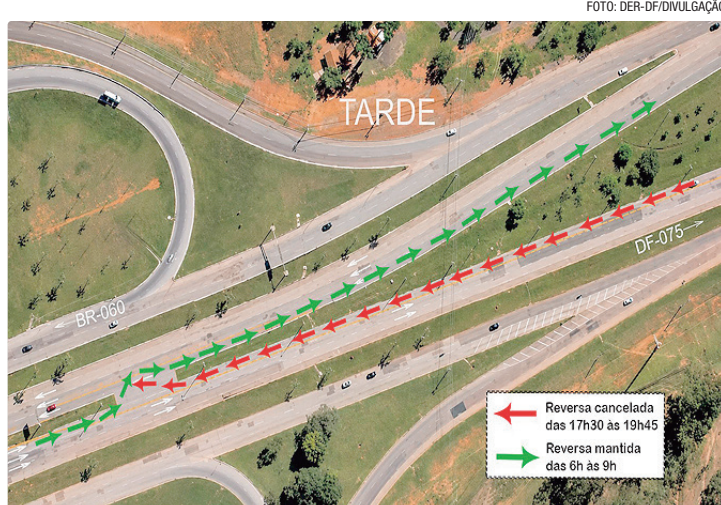 FOTO: DER-DF/DIVULGAÇÃO
TARDE
DF-075
BR-060
Reversa cancelada
das 17h30 às 19h45
Reversa mantida
das 6h às 9h